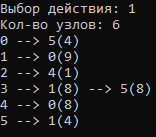 Выбор действия: 1
Кол-во узлов: 6
0 --> 5(4)
1 --> 0(9)
2 --> 4(1)
3 --> 1(8) --> 5(8)
4 --> 0(8)
5 --> 1(4)